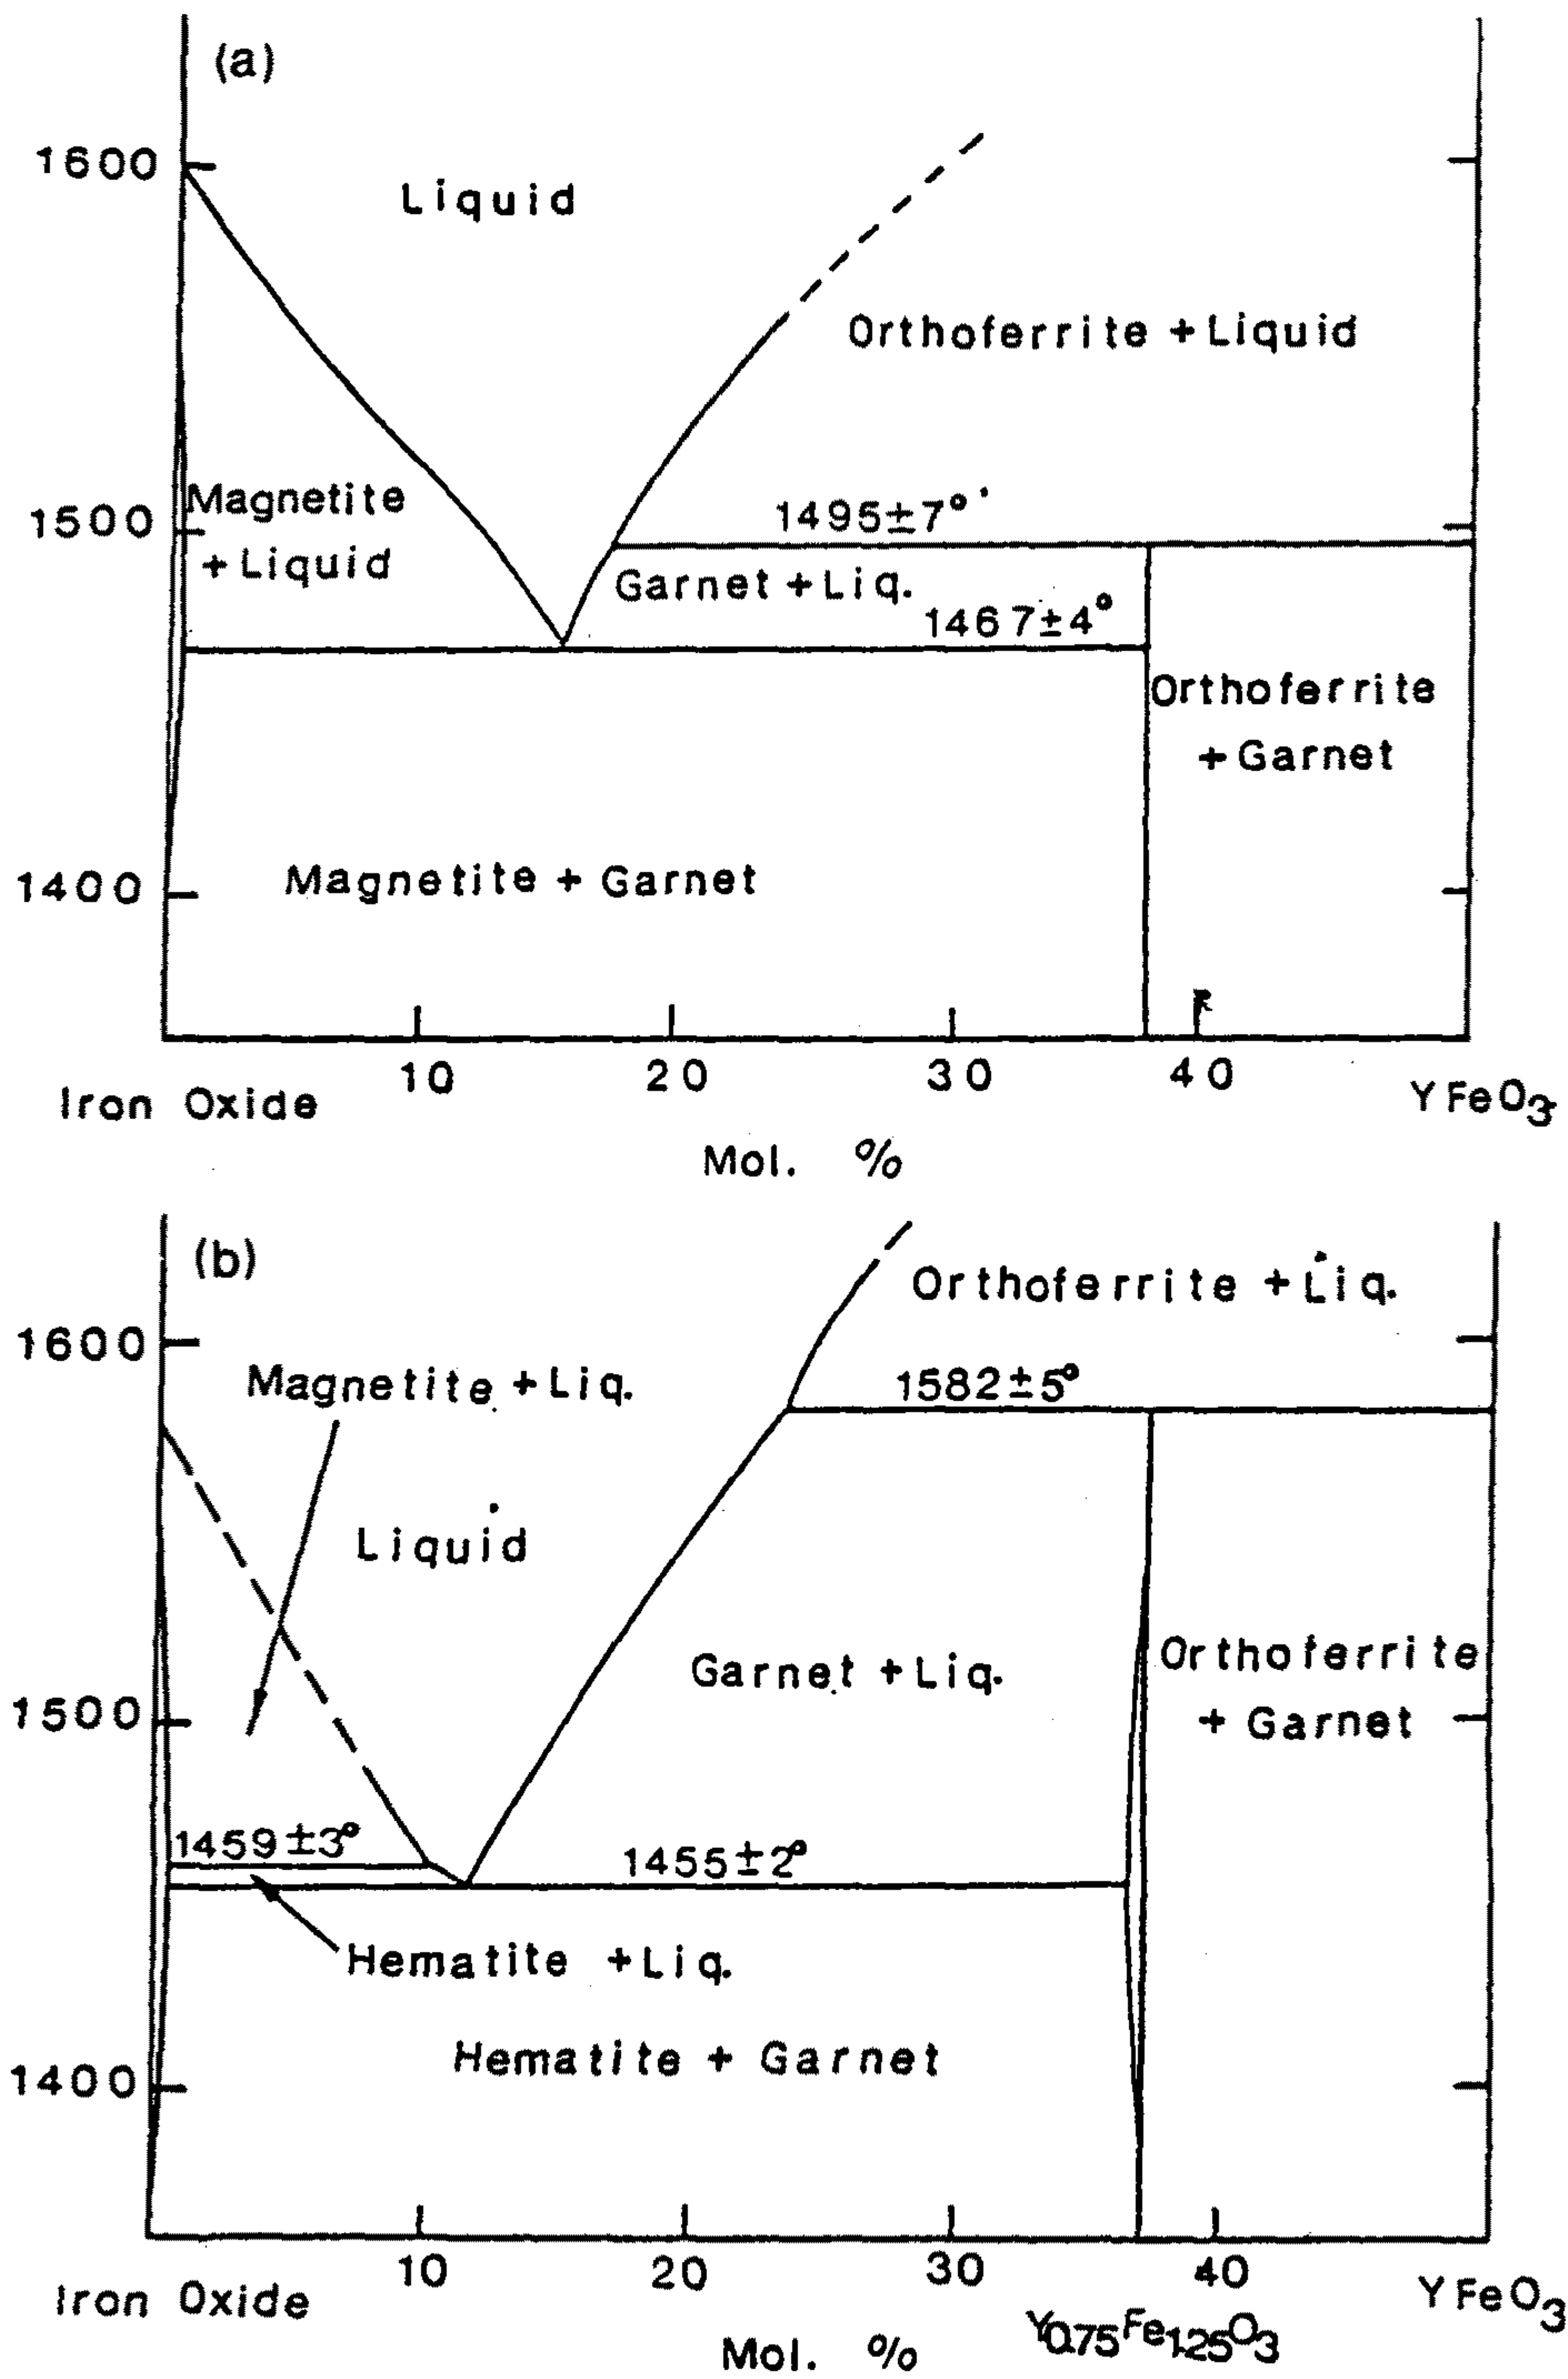 (a)
1600
Liquid
Orthoferrite + Liquid
Magnetite
+ Liquid
1500
1495±7°
Garnet + Liq.
1467±4°
Orthoferrite
+ Garnet
1400
Magnetite + Garnet
10 20 30 40
Iron Oxide YFeO3
Mol. %
(b)
Orthoferrite + Liq.
1600
Magnetite + Liq.
1582±5°
Liquid
Garnet + Liq.
Orthoferrite
+ Garnet
1500
1459±3°
1455±2°
Hematite + Liq.
Hematite + Garnet
1400
10 20 30 40
Iron Oxide YFeO3
Y0.75Fe1.25O3
Mol. %